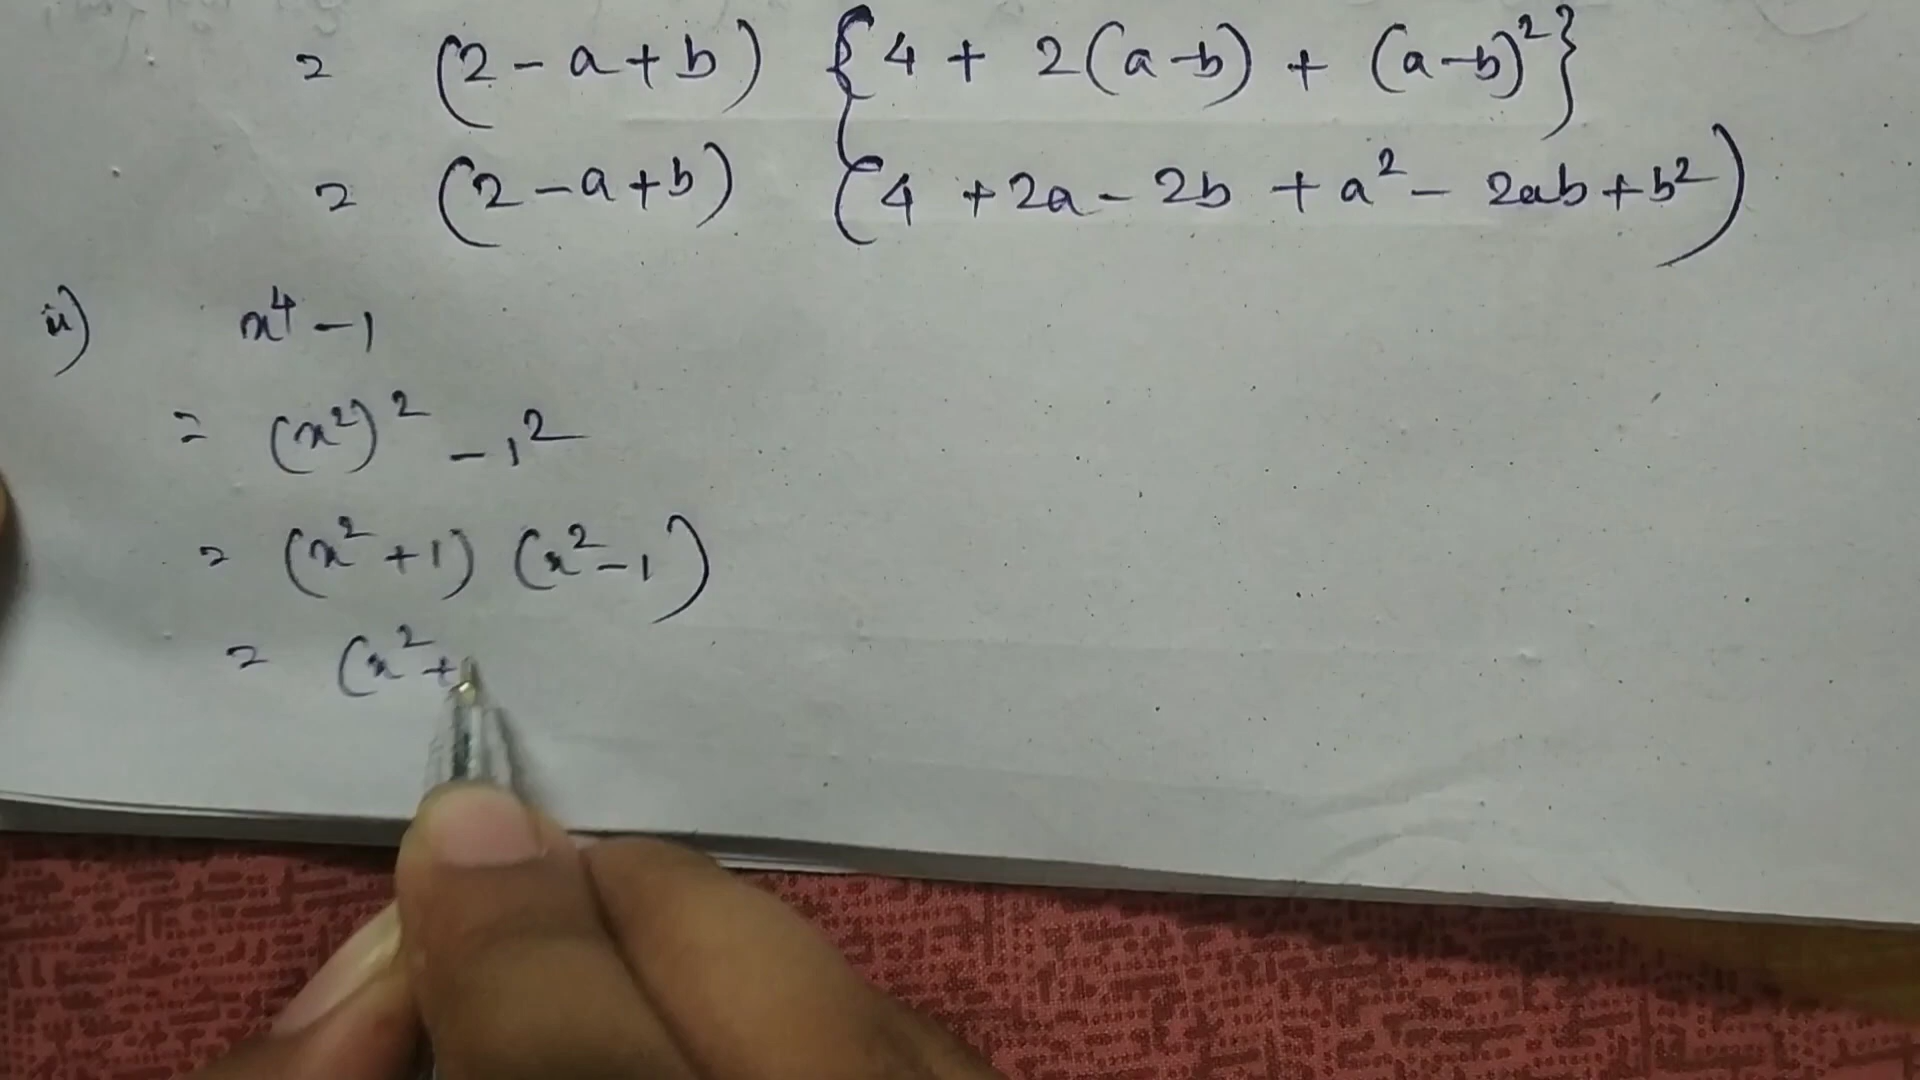 = (2-a+b) {4 + 2(a-b) + (a-b)²}
= (2-a+b) (4 +2a-2b +a²- 2ab+b²)
ii) x⁴-1
= (x²)² -1²
= (x²+1) (x²-1)
= (x²+